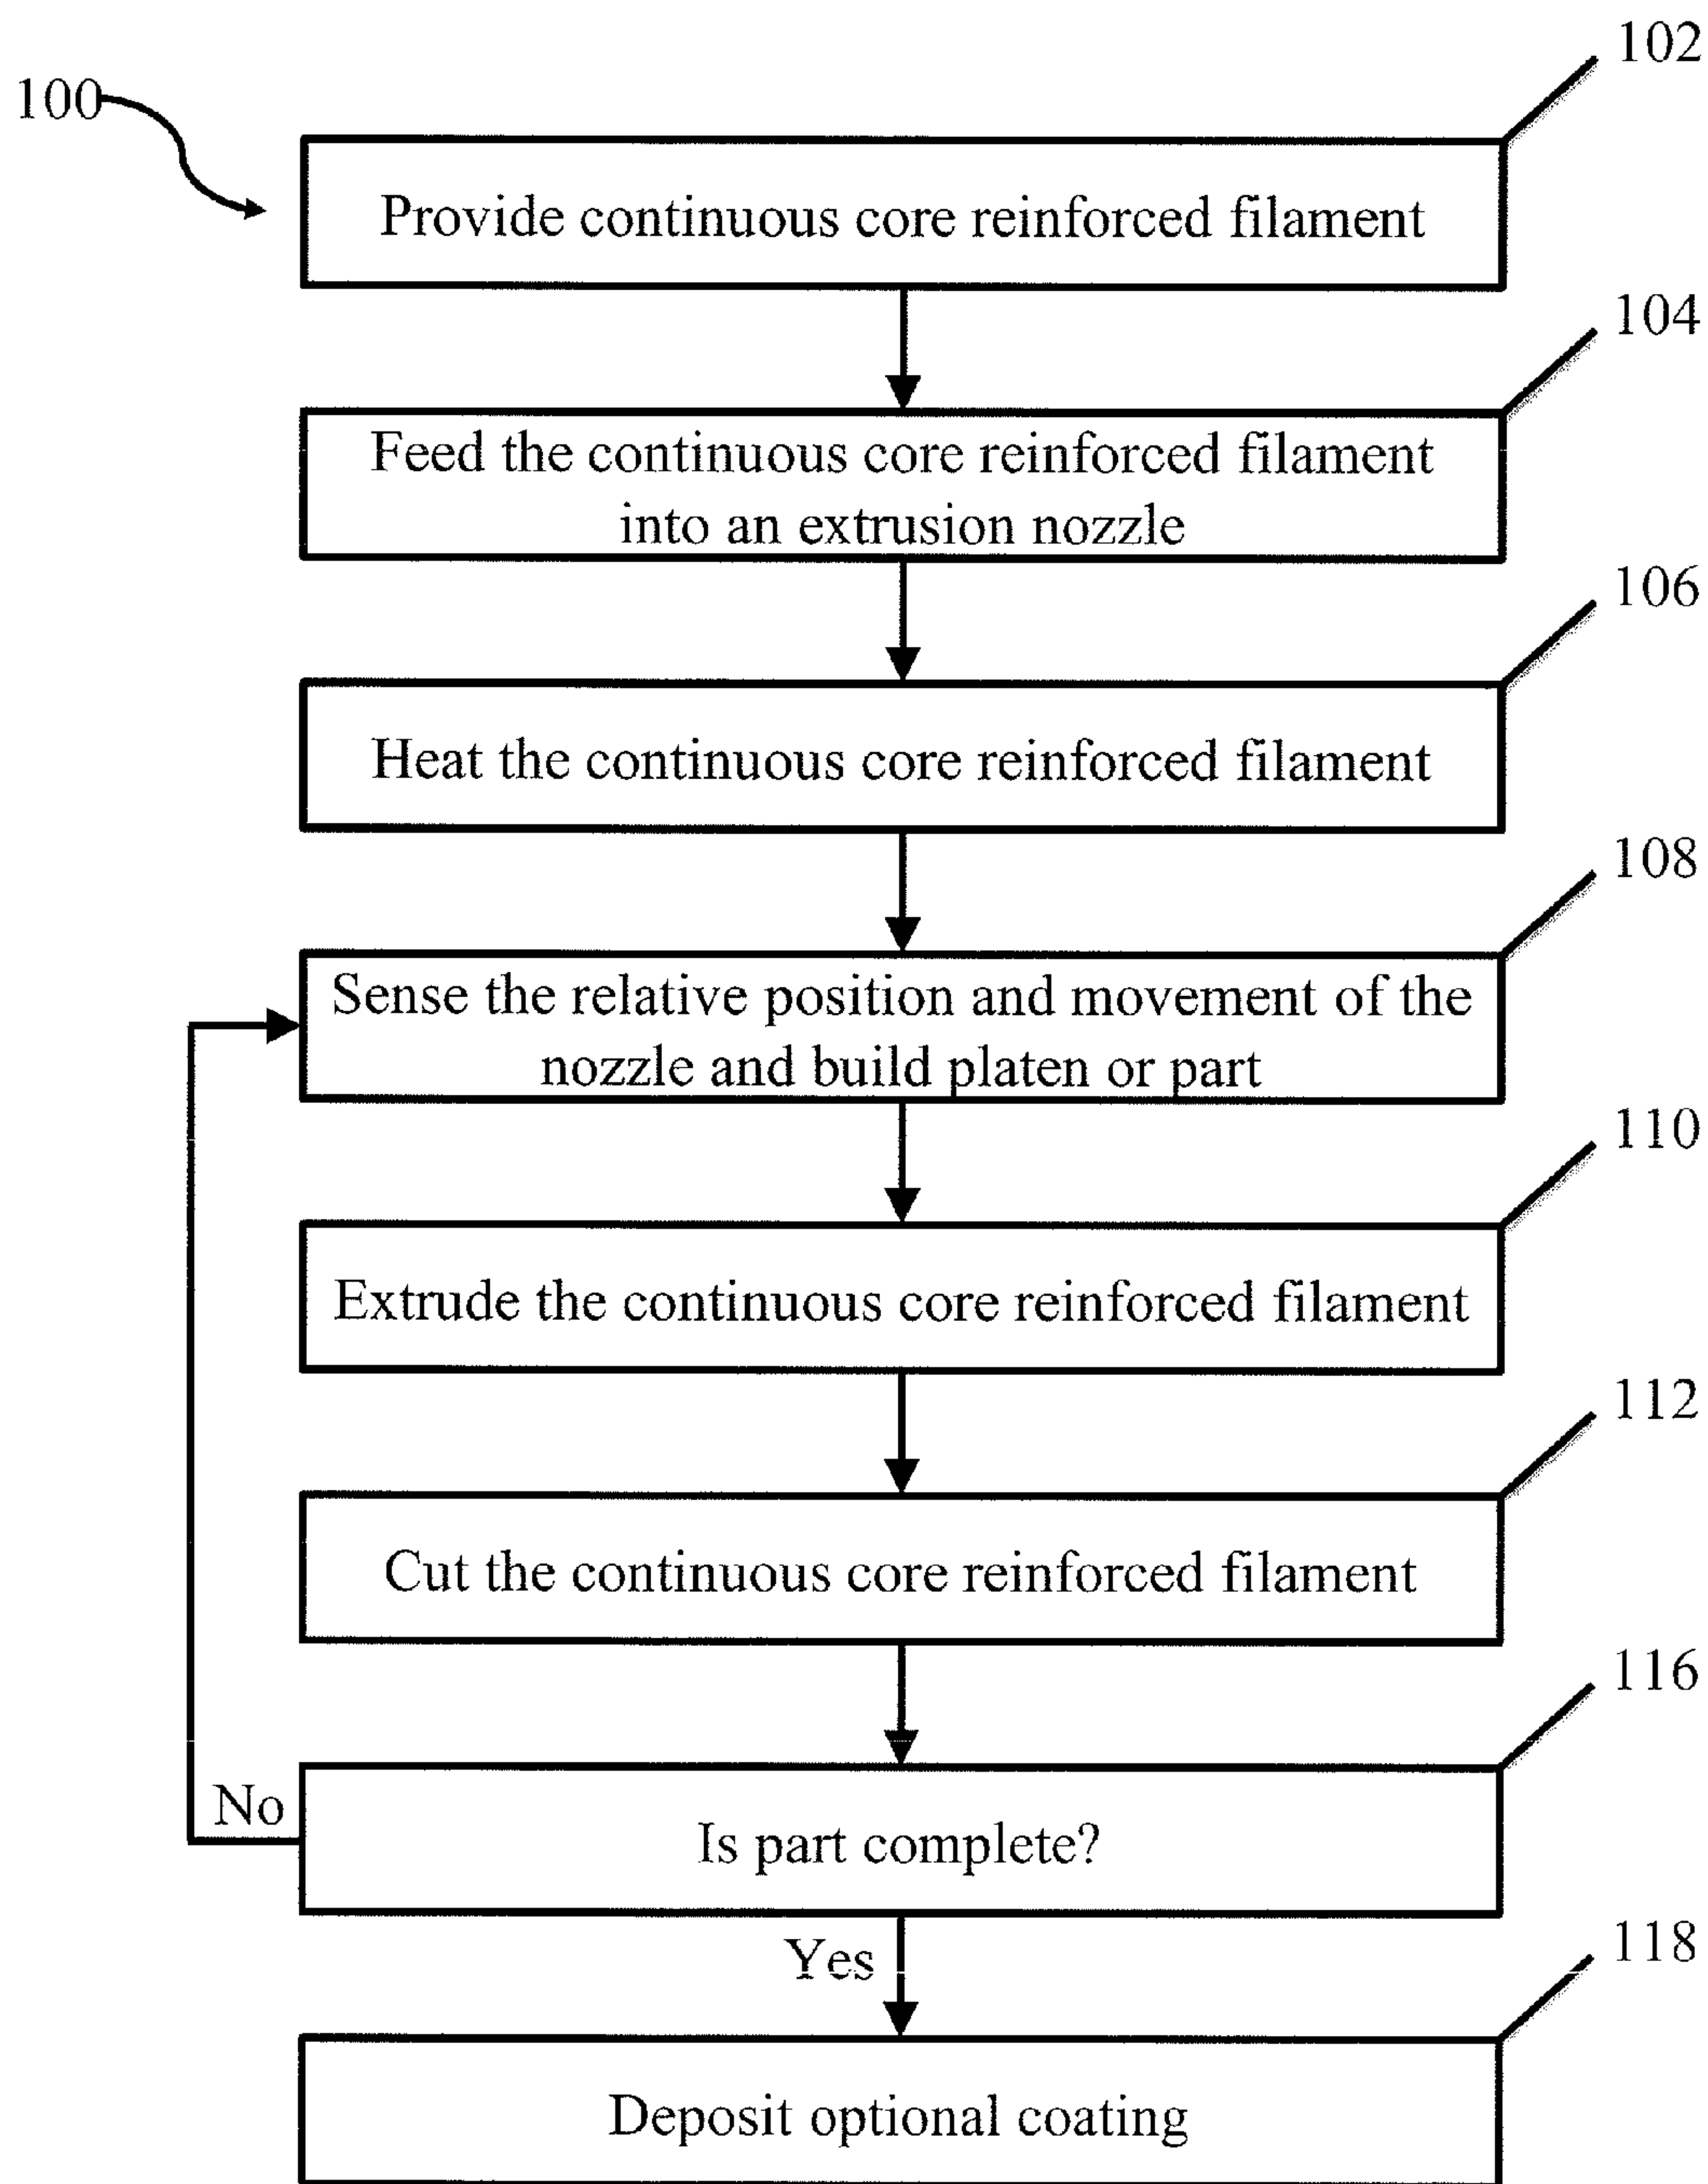 102
100
Provide continuous core reinforced filament
104
Feed the continuous core reinforced filament
into an extrusion nozzle
106
Heat the continuous core reinforced filament
108
Sense the relative position and movement of the
nozzle and build platen or part
110
Extrude the continuous core reinforced filament
112
Cut the continuous core reinforced filament
116
No
Is part complete?
Yes
118
Deposit optional coating